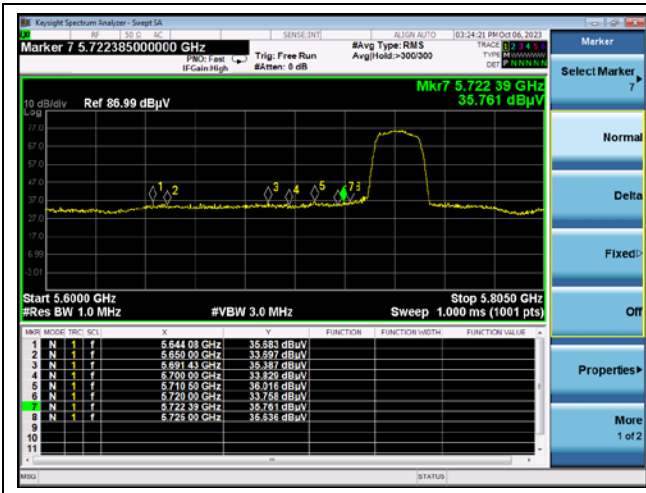 Keysight Spectrum Analyzer - Swept SA
RF 50 Ω AC SENSE:INT ALIGN AUTO 03:24:21 PM Oct 06, 2023
Marker 7 5.722385000000 GHz
PNO: Fast
IFGain:High
Trig: Free Run
#Atten: 0 dB
#Avg Type: RMS
Avg|Hold:>300/300
TRACE 1 2 3 4 5 6
TYPE M W W W W W
DET P N N N N N
Marker
Select Marker
7
Normal
Delta
Fixed
Off
Properties
More
1 of 2
Mkr7 5.722 39 GHz
35.761 dBµV
10 dB/div Ref 86.99 dBµV
Log
77.0
67.0
57.0
47.0
37.0
27.0
17.0
6.99
-3.01
1 2 3 4 5 7 8
Start 5.6000 GHz Stop 5.8050 GHz
#Res BW 1.0 MHz #VBW 3.0 MHz Sweep 1.000 ms (1001 pts)
MKR MODE TRC SCL X Y FUNCTION FUNCTION WIDTH FUNCTION VALUE
1 N 1 f 5.644 08 GHz 35.683 dBµV
2 N 1 f 5.650 00 GHz 33.697 dBµV
3 N 1 f 5.691 43 GHz 35.387 dBµV
4 N 1 f 5.700 00 GHz 33.829 dBµV
5 N 1 f 5.710 50 GHz 36.016 dBµV
6 N 1 f 5.720 00 GHz 33.758 dBµV
7 N 1 f 5.722 39 GHz 35.761 dBµV
8 N 1 f 5.725 00 GHz 35.636 dBµV
9
10
11
MSG STATUS